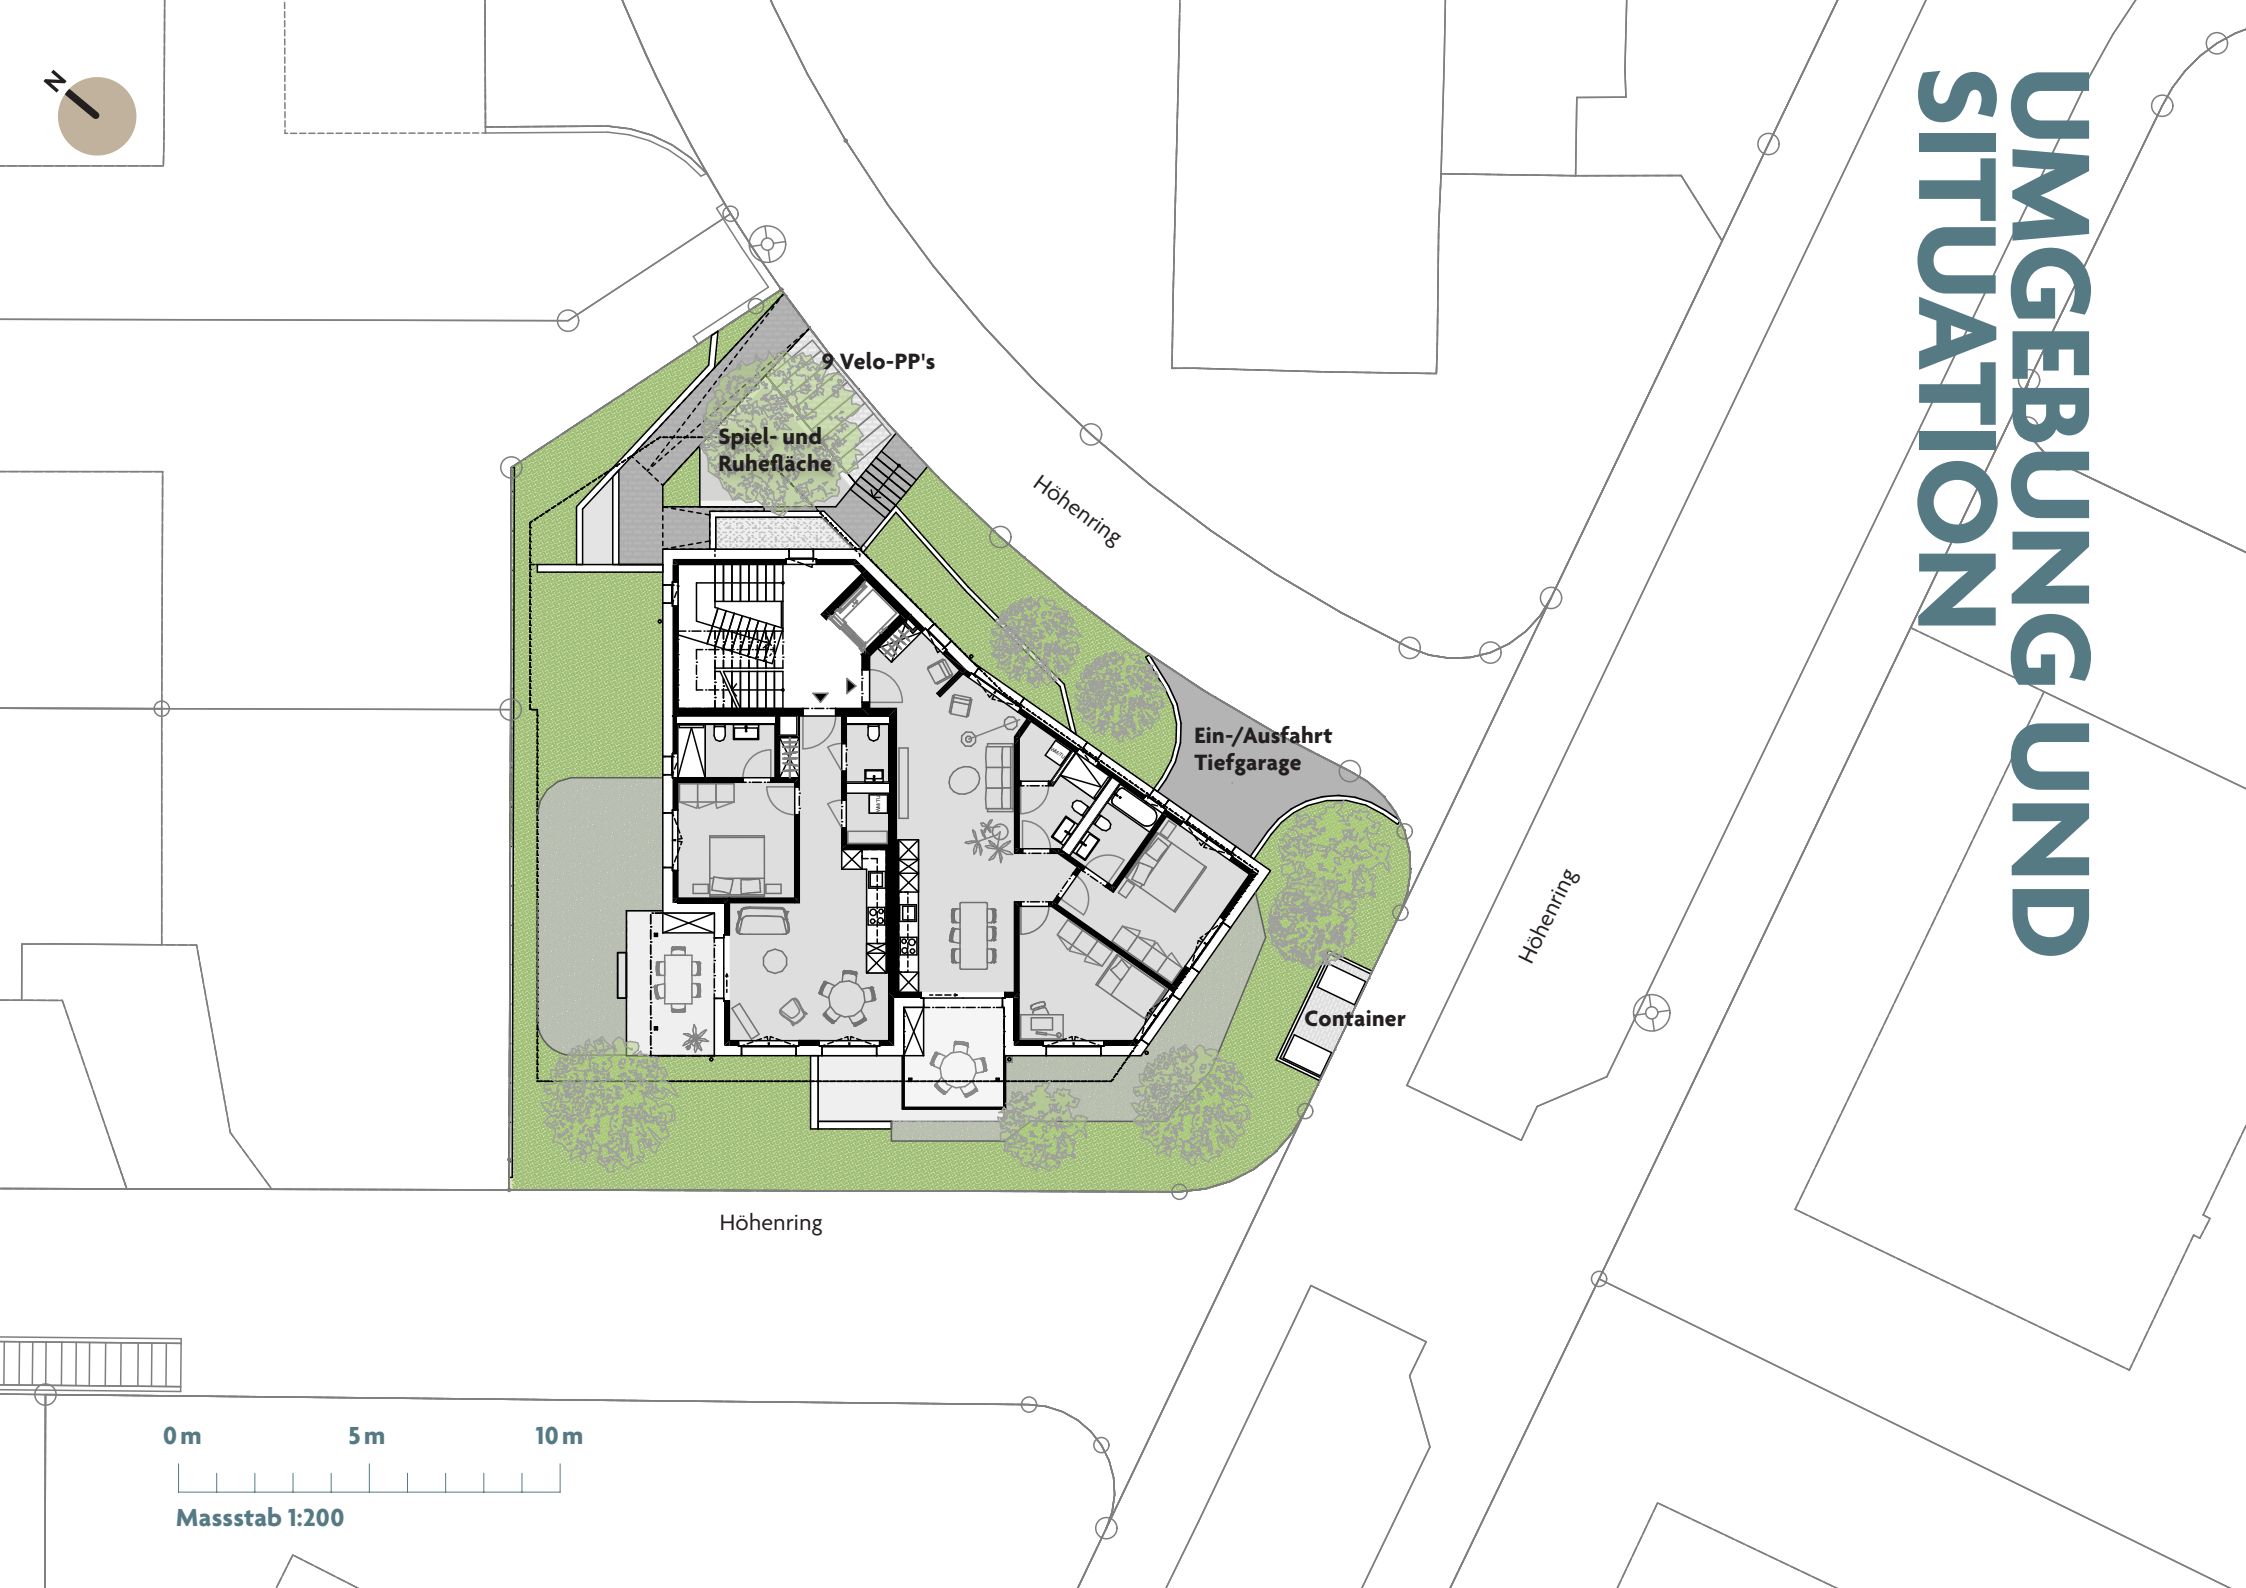 UMGEBUNG UND
SITUATION
N
9 Velo-PP's
Spiel- und
Ruhefläche
Höhenring
Ein-/Ausfahrt
Tiefgarage
Höhenring
Container
Höhenring
0 m 5 m 10 m
Massstab 1:200